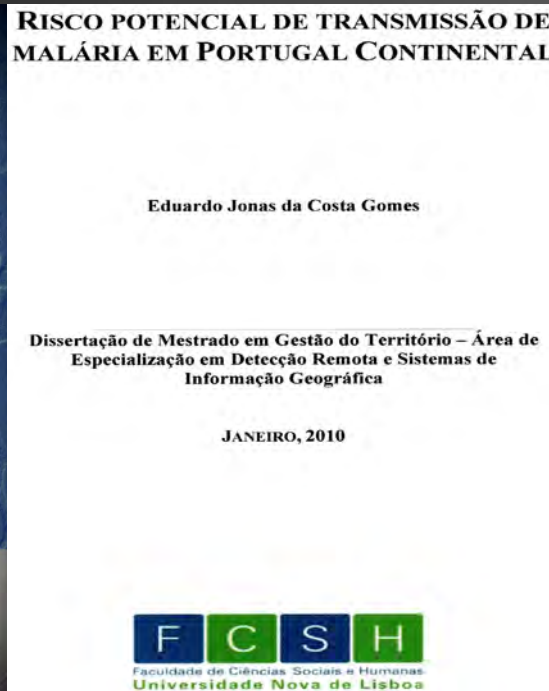 RISCO POTENCIAL DE TRANSMISSÃO DE
MALÁRIA EM PORTUGAL CONTINENTAL
Eduardo Jonas da Costa Gomes
Dissertação de Mestrado em Gestão do Território – Área de
Especialização em Detecção Remota e Sistemas de
Informação Geográfica
JANEIRO, 2010
F C S H
Faculdade de Ciências Sociais e Humanas
Universidade Nova de Lisboa